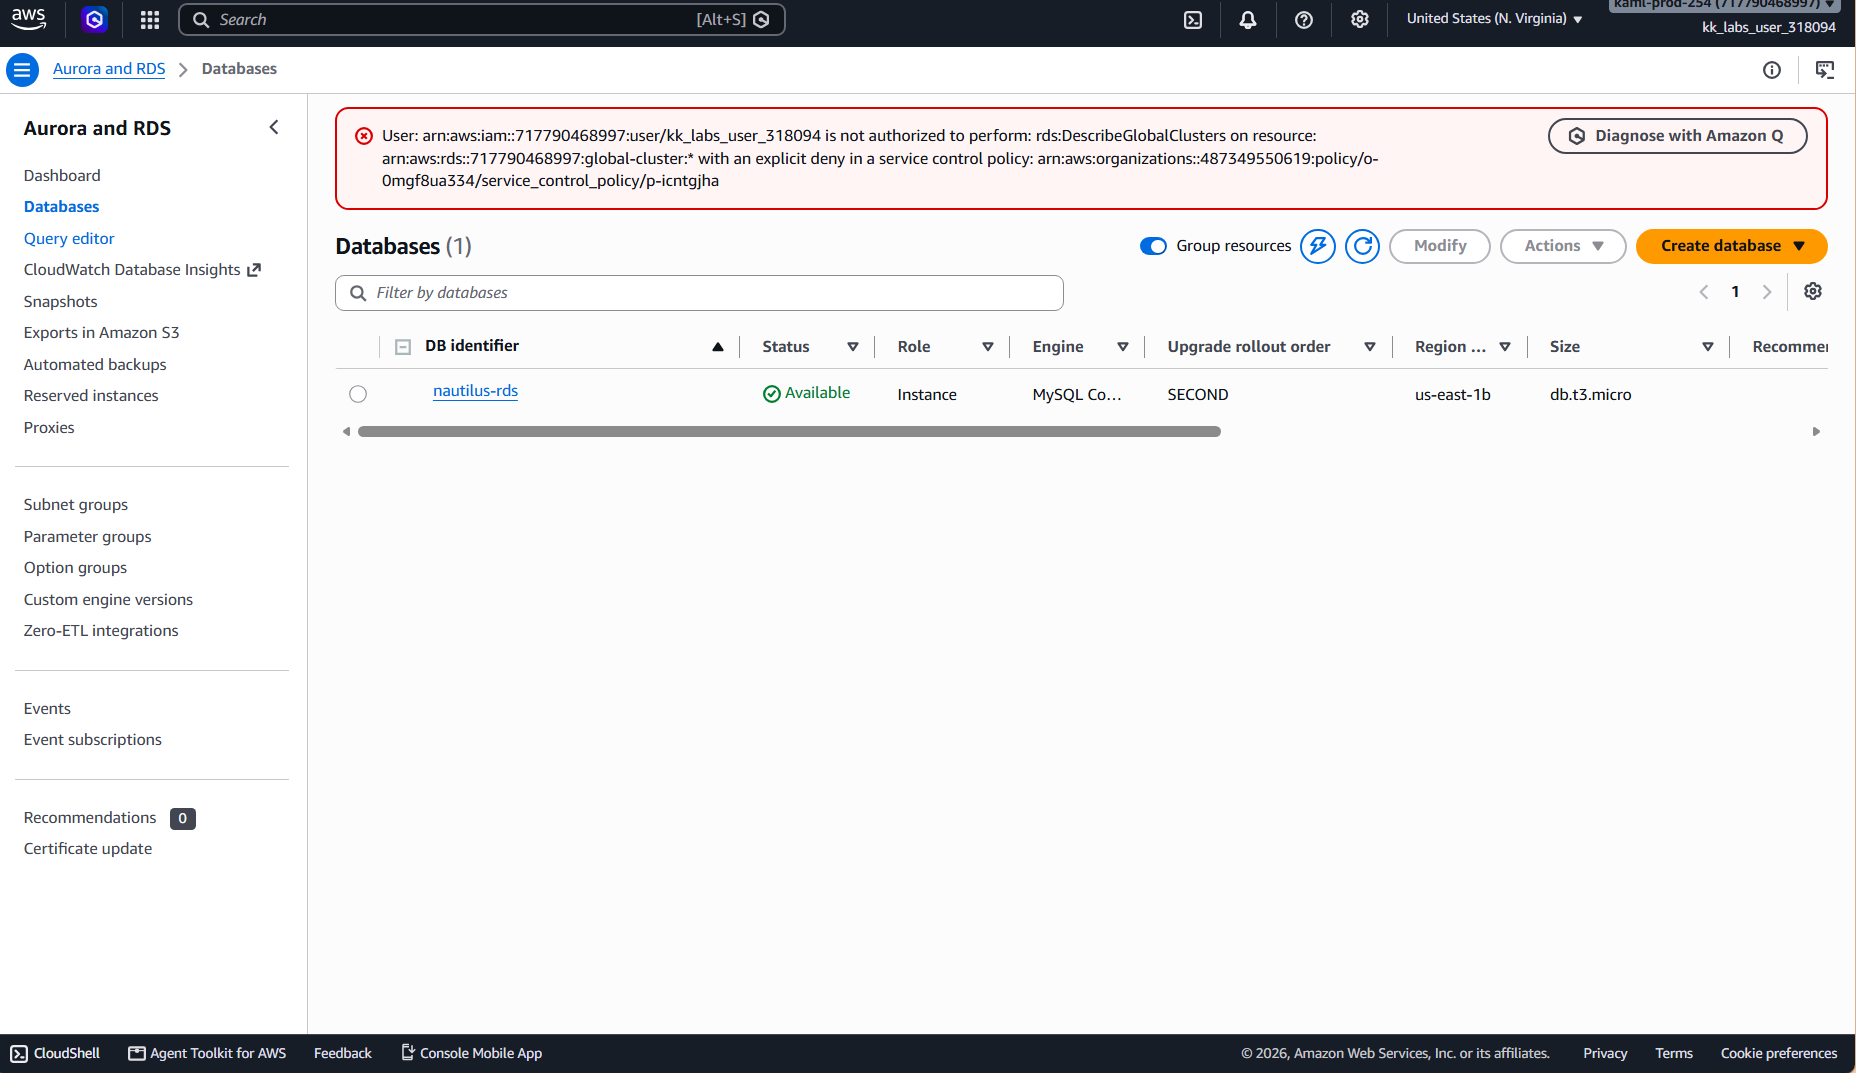 aws
Search
[Alt+S]
United States (N. Virginia)
kaml-prod-254 (717790468997)
kk_labs_user_318094
Aurora and RDS
Databases
Aurora and RDS
Dashboard
Databases
Query editor
CloudWatch Database Insights
Snapshots
Exports in Amazon S3
Automated backups
Reserved instances
Proxies
Subnet groups
Parameter groups
Option groups
Custom engine versions
Zero-ETL integrations
Events
Event subscriptions
Recommendations 0
Certificate update
User: arn:aws:iam::717790468997:user/kk_labs_user_318094 is not authorized to perform: rds:DescribeGlobalClusters on resource:
arn:aws:rds::717790468997:global-cluster:* with an explicit deny in a service control policy: arn:aws:organizations::487349550619:policy/o-
0mgf8ua334/service_control_policy/p-icntgjha
Diagnose with Amazon Q
Databases (1)
Group resources
Modify
Actions
Create database
Filter by databases
1
DB identifier Status Role Engine Upgrade rollout order Region ... Size Recommer
nautilus-rds Available Instance MySQL Co... SECOND us-east-1b db.t3.micro
CloudShell Agent Toolkit for AWS Feedback Console Mobile App
© 2026, Amazon Web Services, Inc. or its affiliates. Privacy Terms Cookie preferences